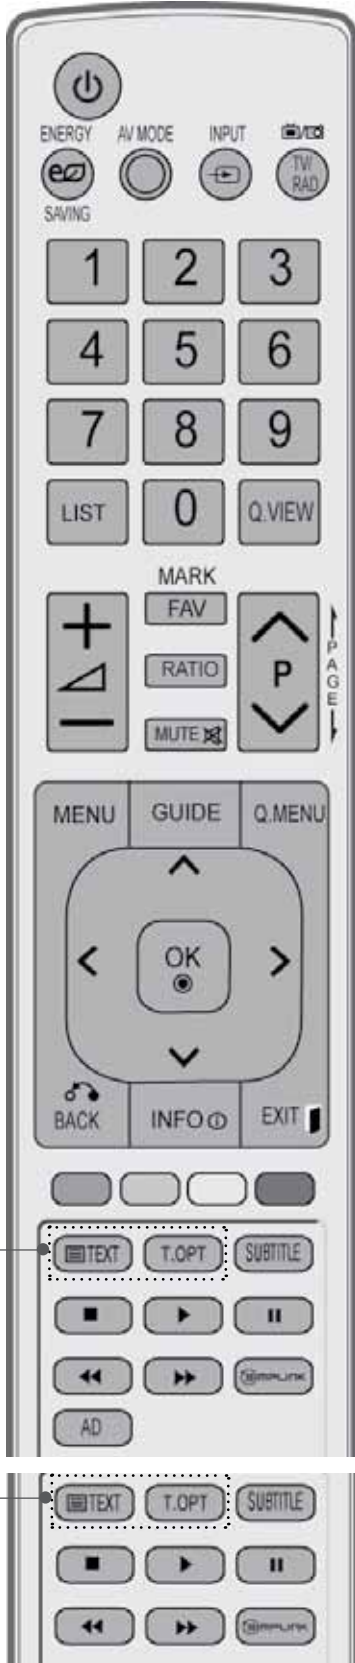 ENERGY AV MODE INPUT
TV/
RAD
SAVING
1 2 3
4 5 6
7 8 9
LIST 0 Q.VIEW
MARK
FAV
RATIO
P
PAGE
MUTE
MENU GUIDE Q.MENU
OK
BACK INFO EXIT
TEXT T.OPT SUBTITLE
SIMPLINK
AD
TEXT T.OPT SUBTITLE
SIMPLINK